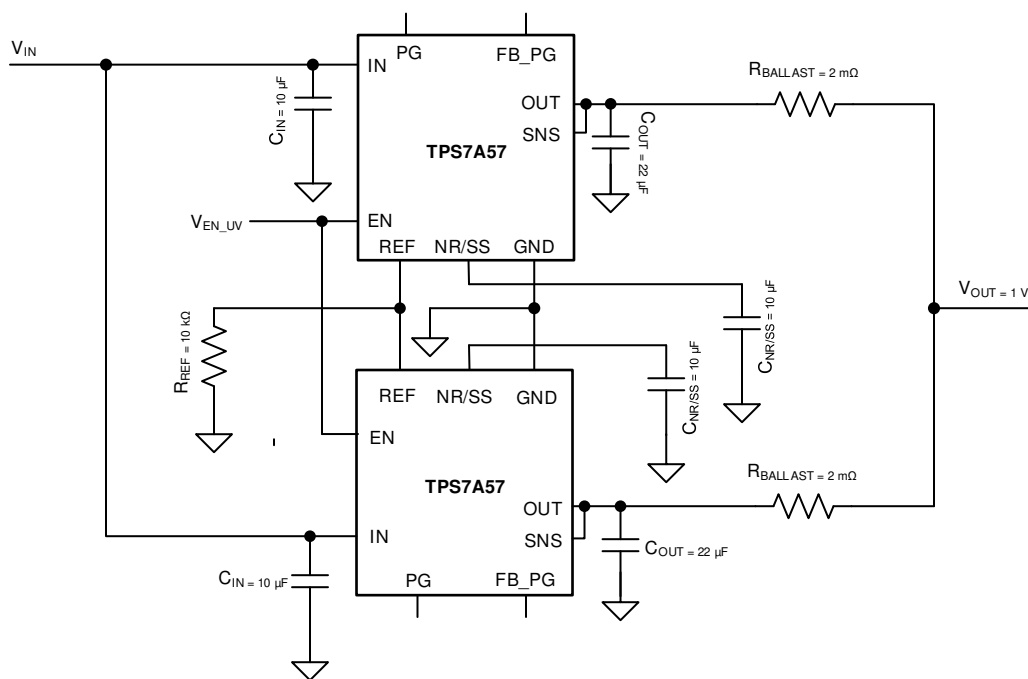 PG
FB_PG
VIN
IN
CIN = 10 µF
OUT
SNS
TPS7A57
COUT = 22 µF
RBALLAST = 2 mΩ
VEN_UV
EN
REF
NR/SS
GND
VOUT = 1 V
CNR/SS = 10 µF
RREF = 10 kΩ
CNR/SS = 10 µF
REF
NR/SS
GND
EN
TPS7A57
RBALLAST = 2 mΩ
OUT
IN
SNS
COUT = 22 µF
CIN = 10 µF
PG
FB_PG